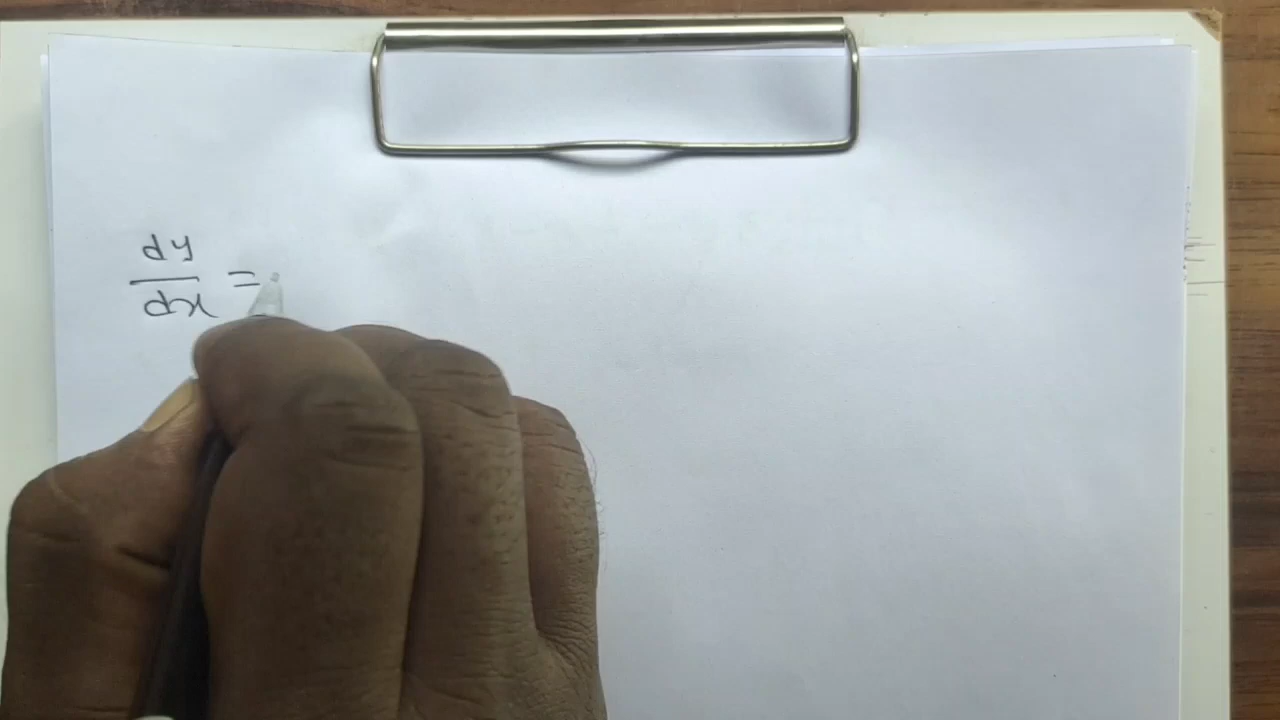 dy/dx =